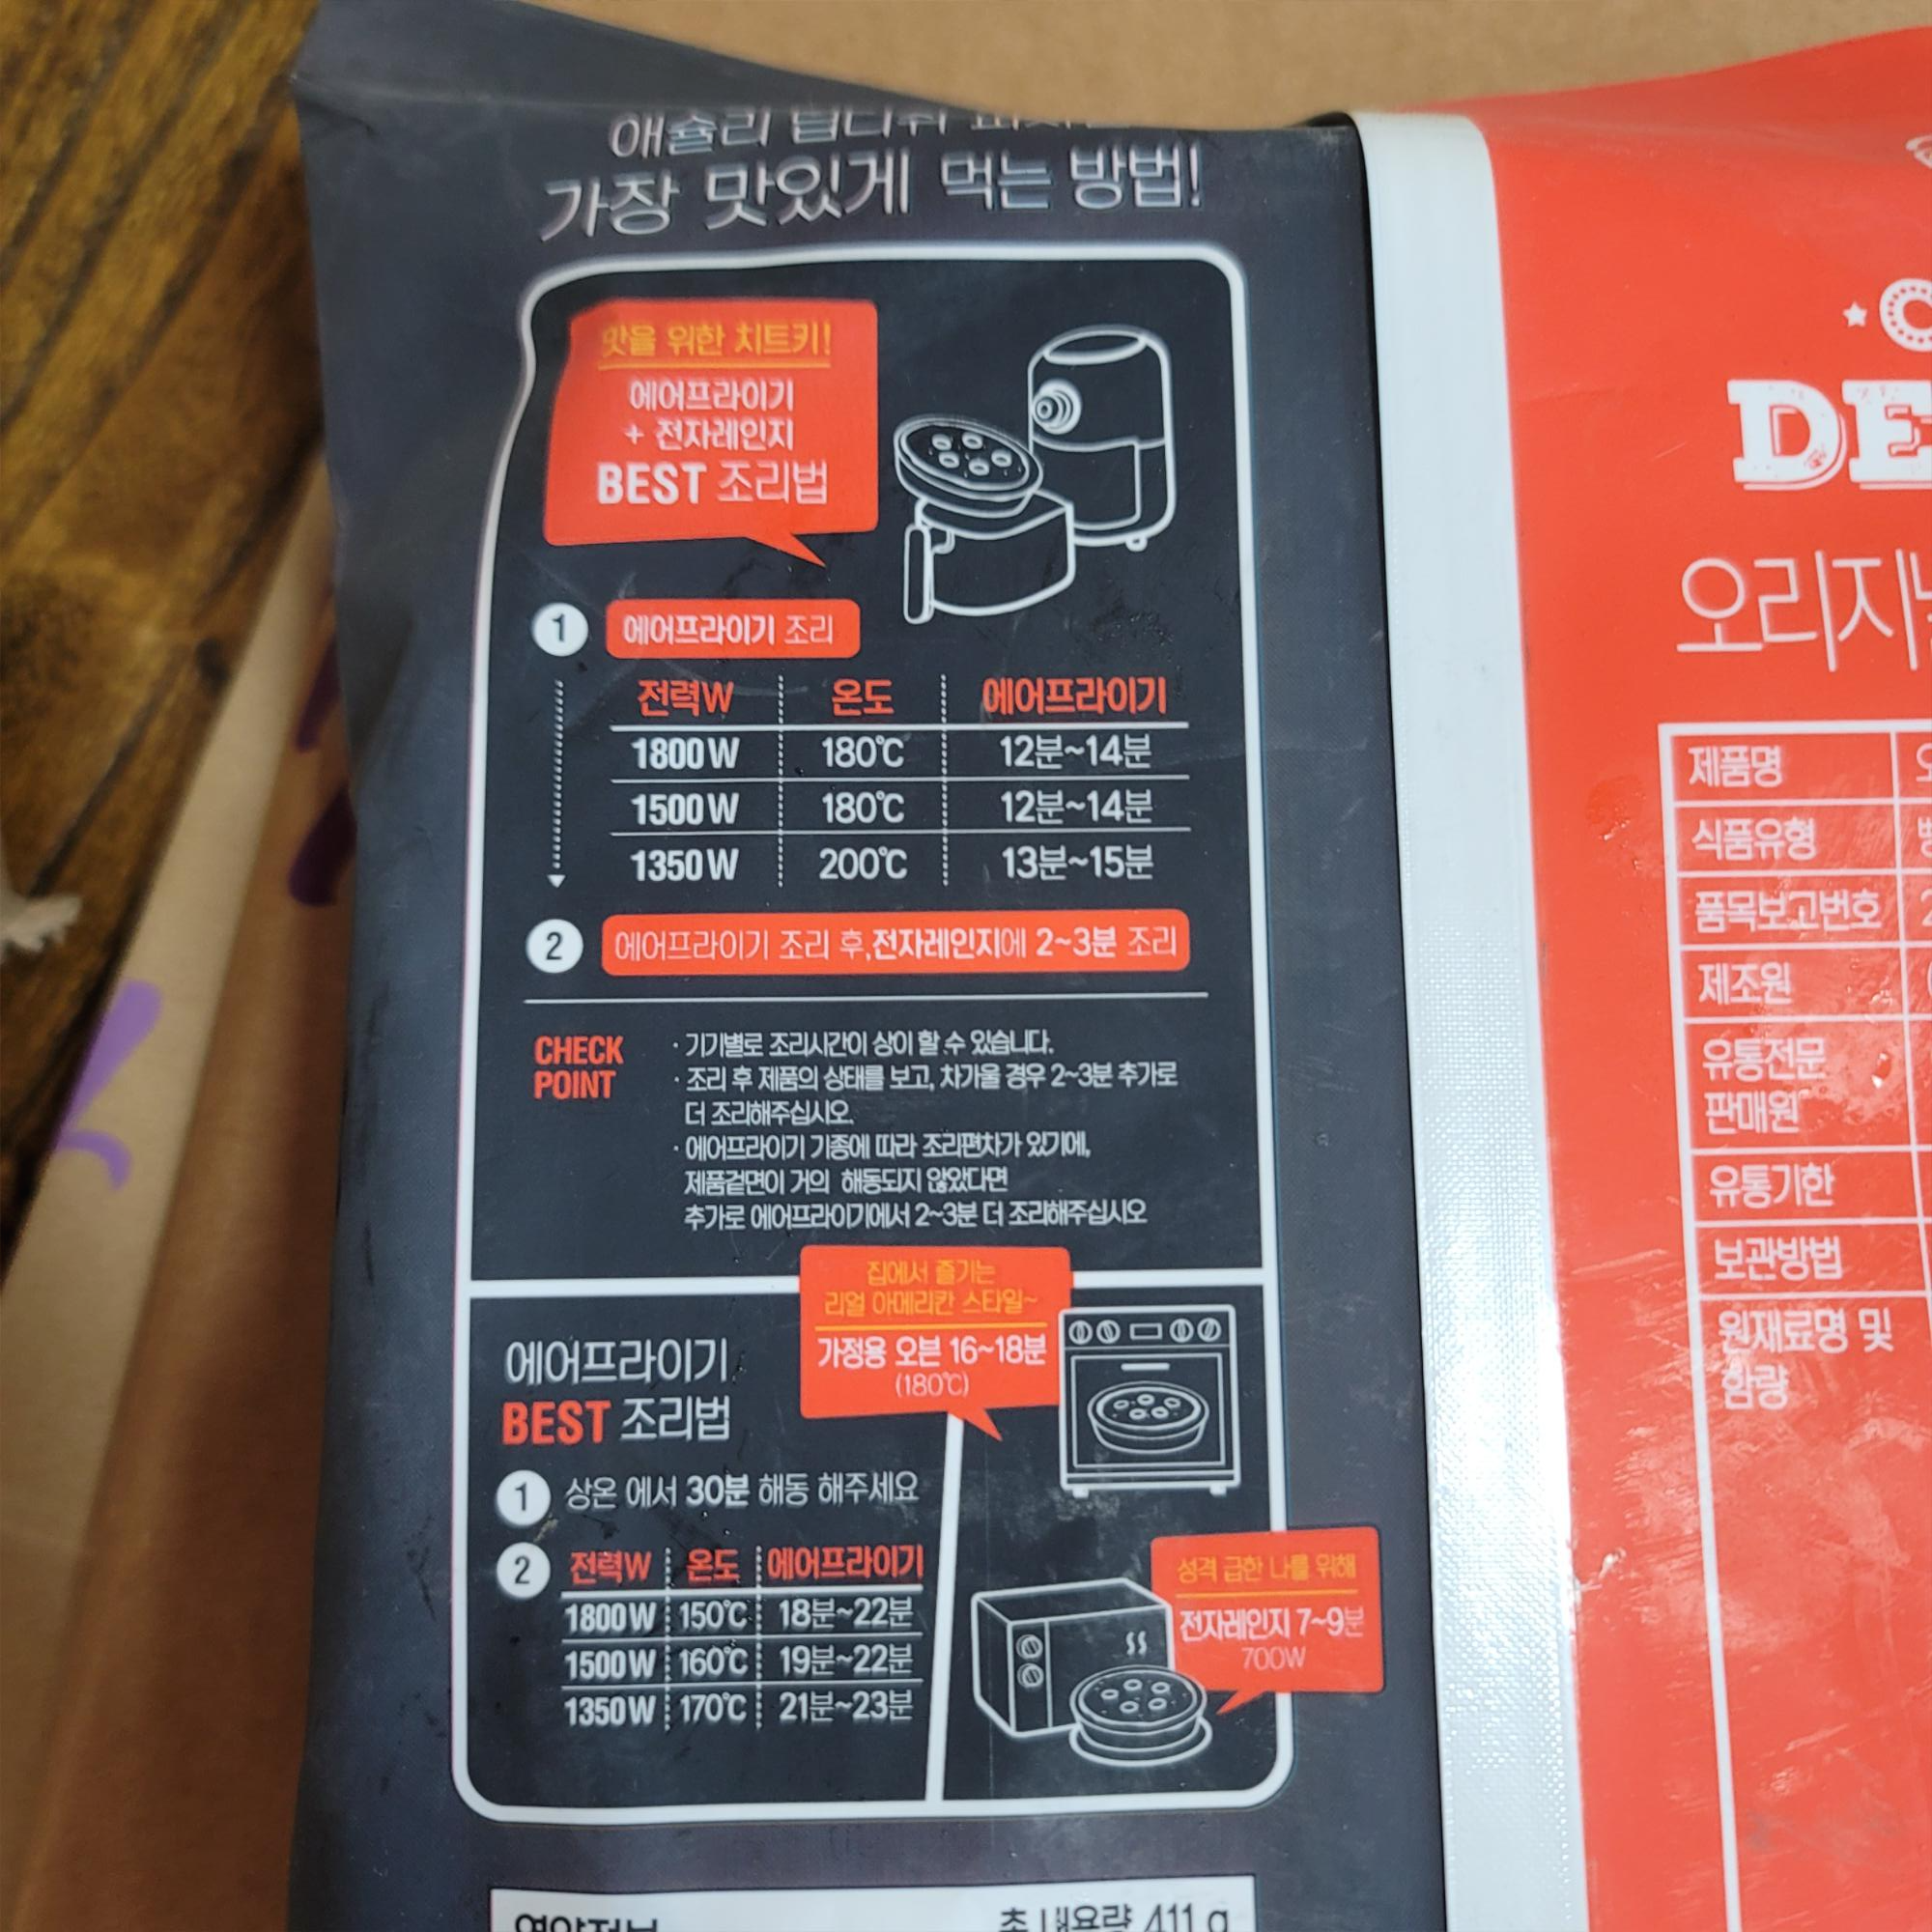 애슐리 딥디쉬
가장 맛있게 먹는 방법!
맛을 위한 치트키!
에어프라이기
+ 전자레인지
BEST 조리법
1 에어프라이기 조리
전력W 온도 에어프라이기
1800W 180℃ 12분~14분
1500W 180℃ 12분~14분
1350W 200℃ 13분~15분
2 에어프라이기 조리 후,전자레인지에 2~3분 조리
CHECK
POINT
· 기기별로 조리시간이 상이 할 수 있습니다.
· 조리 후 제품의 상태를 보고, 차가울 경우 2~3분 추가로
더 조리해주십시오.
· 에어프라이기 기종에 따라 조리편차가 있기에,
제품겉면이 거의 해동되지 않았다면
추가로 에어프라이기에서 2~3분 더 조리해주십시오
집에서 즐기는
리얼 아메리칸 스타일~
가정용 오븐 16~18분
(180℃)
에어프라이기
BEST 조리법
1 상온 에서 30분 해동 해주세요
2 전력W 온도 에어프라이기
1800W 150℃ 18분~22분
1500W 160℃ 19분~22분
1350W 170℃ 21분~23분
성격 급한 나를 위해
전자레인지 7~9분
700W
영양정보 총 내용량 411 g
C
DE
오리지
제품명
식품유형
품목보고번호
제조원
유통전문
판매원
유통기한
보관방법
원재료명 및
함량